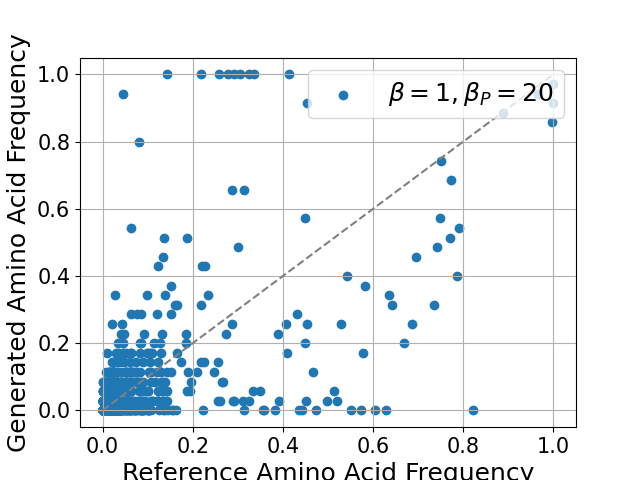 Generated Amino Acid Frequency
1.0
0.8
0.6
0.4
0.2
0.0
β = 1, β_P = 20
0.0 0.2 0.4 0.6 0.8 1.0
Reference Amino Acid Frequency